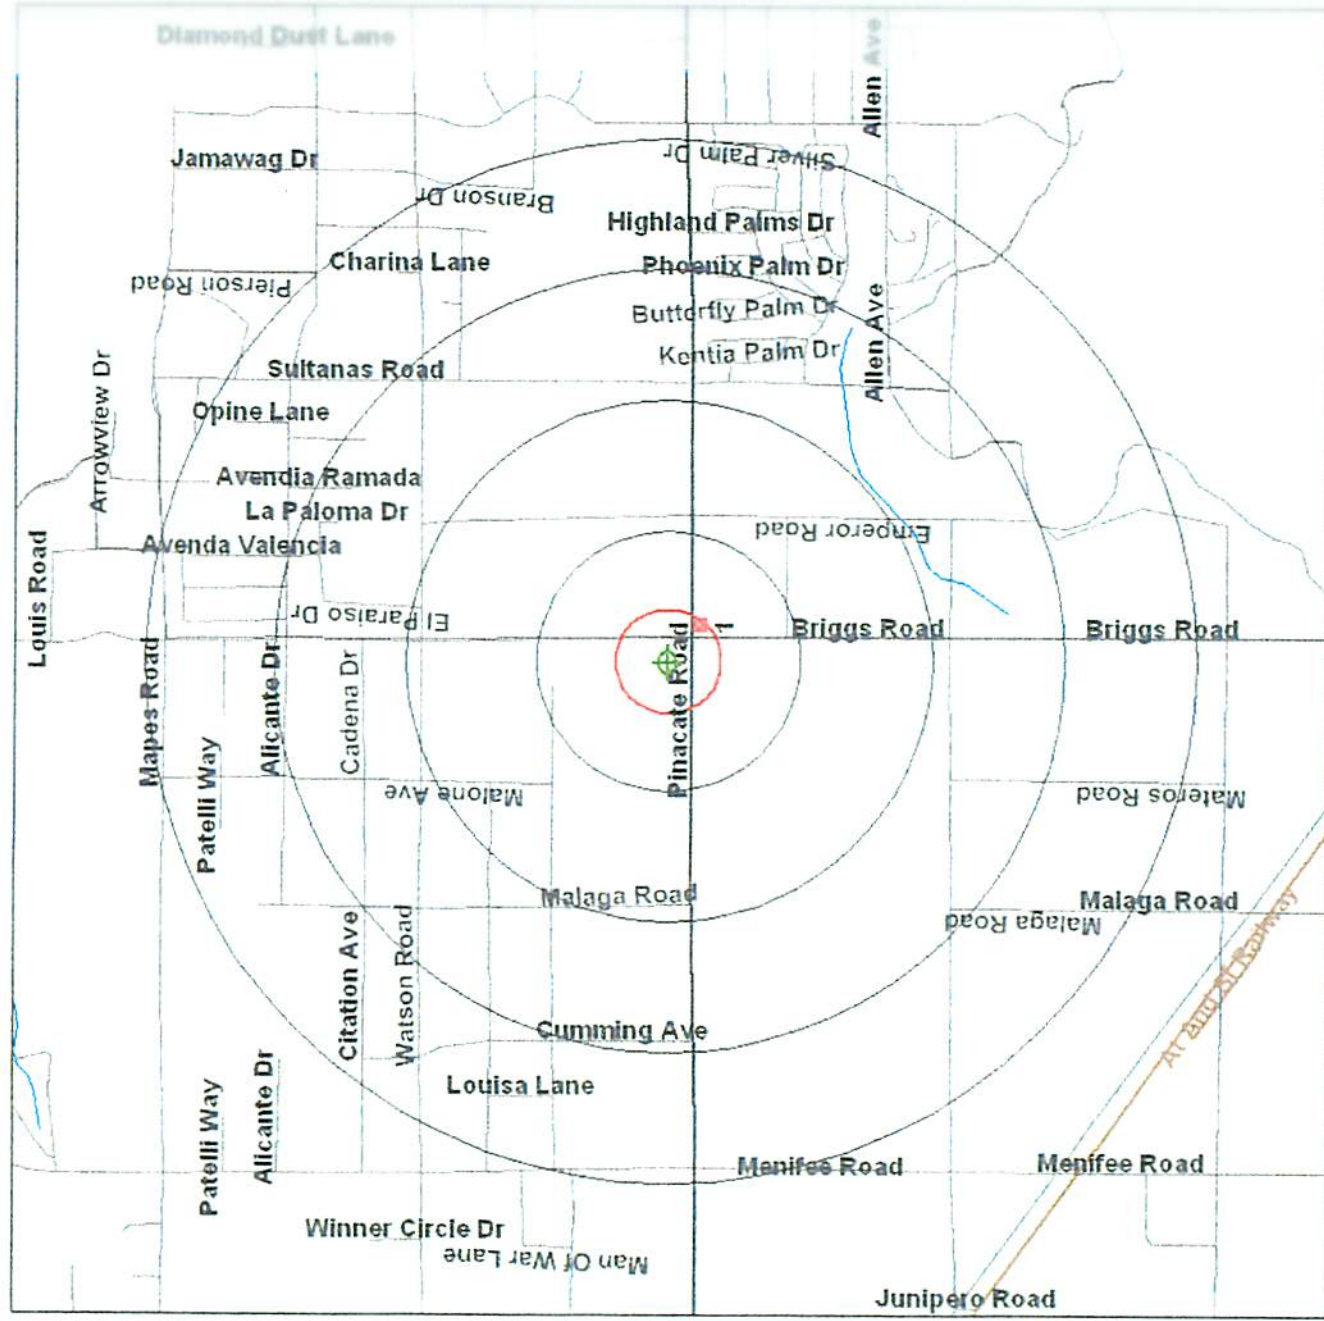 Diamond Dust Lane
Allen Ave
Jamawag Dr
Silver Palm Dr
Branson Dr
Highland Palms Dr
Charina Lane
Phoenix Palm Dr
Pierson Road
Butterfly Palm Dr
Allen Ave
Kentia Palm Dr
Sultanas Road
Arrowview Dr
Opine Lane
Avendia Ramada
La Paloma Dr
Emperor Road
Avenda Valencia
Louis Road
El Paraiso Dr
1
Briggs Road
Briggs Road
Mapes Road
Alicante Dr
Cadena Dr
Pinacate Road
Patelli Way
Malone Ave
Materos Road
Malaga Road
Malaga Road
Malaga Road
Citation Ave
Watson Road
At And Sf Railway
Cumming Ave
Louisa Lane
Patelli Way
Alicante Dr
Menifee Road
Menifee Road
Winner Circle Dr
Man Of War Lane
Junipero Road